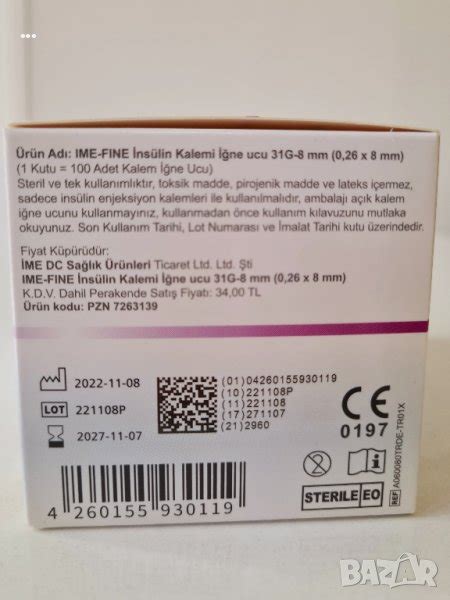 Ürün Adı: IME-FINE İnsülin Kalemi İğne ucu 31G-8 mm (0,26 x 8 mm)
(1 Kutu = 100 Adet Kalem İğne Ucu)
Steril ve tek kullanımlıktır, toksik madde, pirojenik madde ve lateks içermez,
sadece insülin enjeksiyon kalemleri ile kullanılmalıdır, ambalajı açık kalem
iğne ucunu kullanmayınız, kullanmadan önce kullanım kılavuzunu mutlaka
okuyunuz. Son Kullanım Tarihi, Lot Numarası ve İmalat Tarihi kutu üzerindedir.
Fiyat Küpürüdür:
İME DC Sağlık Ürünleri Ticaret Ltd. Ltd. Şti
IME-FINE İnsülin Kalemi İğne ucu 31G-8 mm (0,26 x 8 mm)
K.D.V. Dahil Perakende Satış Fiyatı: 34,00 TL
Ürün kodu: PZN 7263139
2022-11-08
LOT 221108P
2027-11-07
(01)04260155930119
(10)221108P
(11)221108
(17)271107
(21)2960
CE
0197
STERILE EO
REF A060080TRDE-TR01X
4 260155 930119
BAZAR